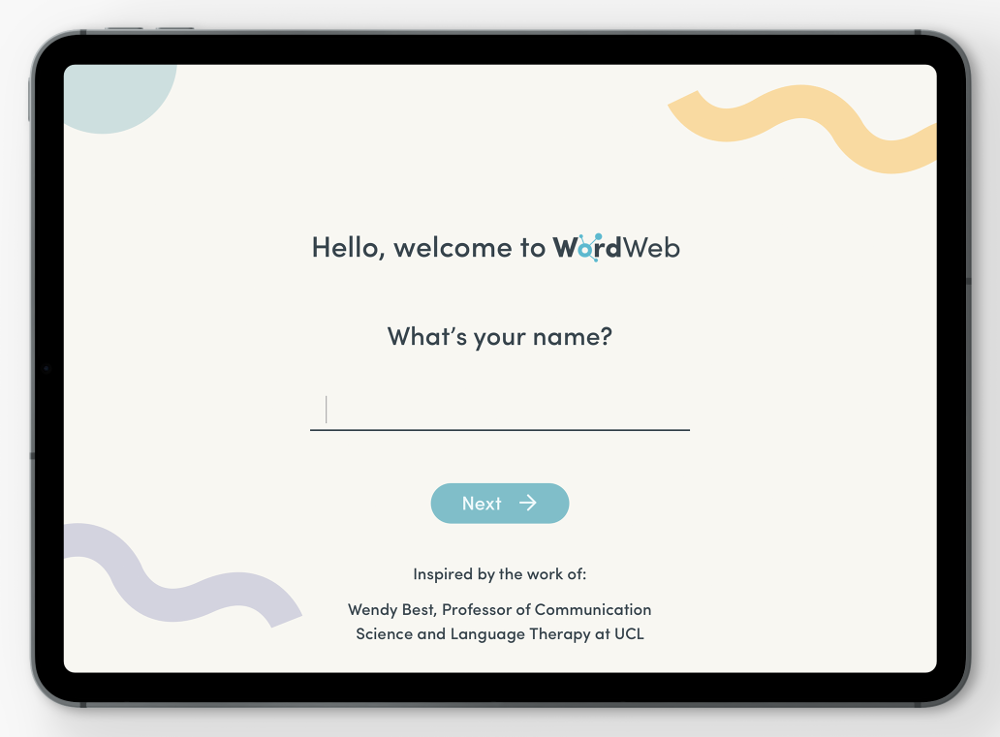 Hello, welcome to WordWeb
What's your name?
Next
Inspired by the work of:
Wendy Best, Professor of Communication
Science and Language Therapy at UCL